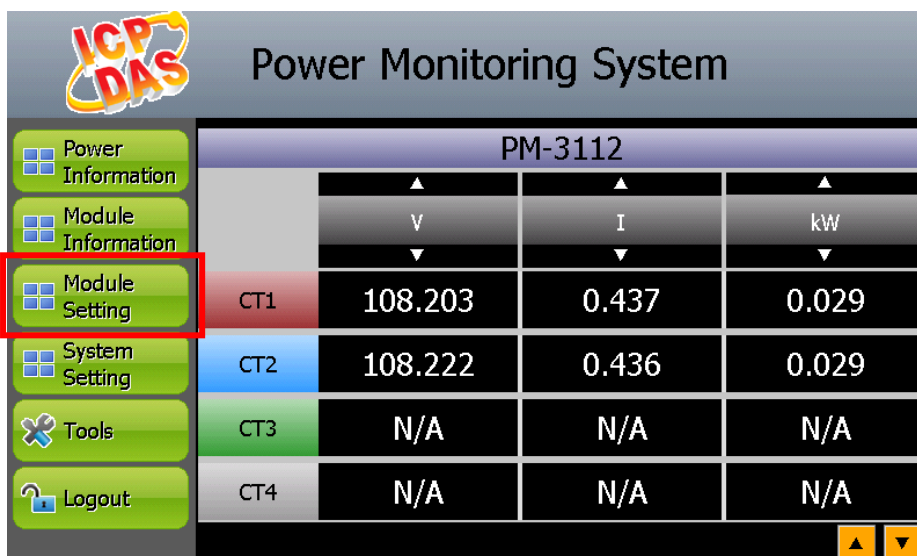 ICP
DAS
Power Monitoring System
Power
Information
Module
Information
Module
Setting
System
Setting
Tools
Logout
PM-3112
V I kW
CT1 108.203 0.437 0.029
CT2 108.222 0.436 0.029
CT3 N/A N/A N/A
CT4 N/A N/A N/A